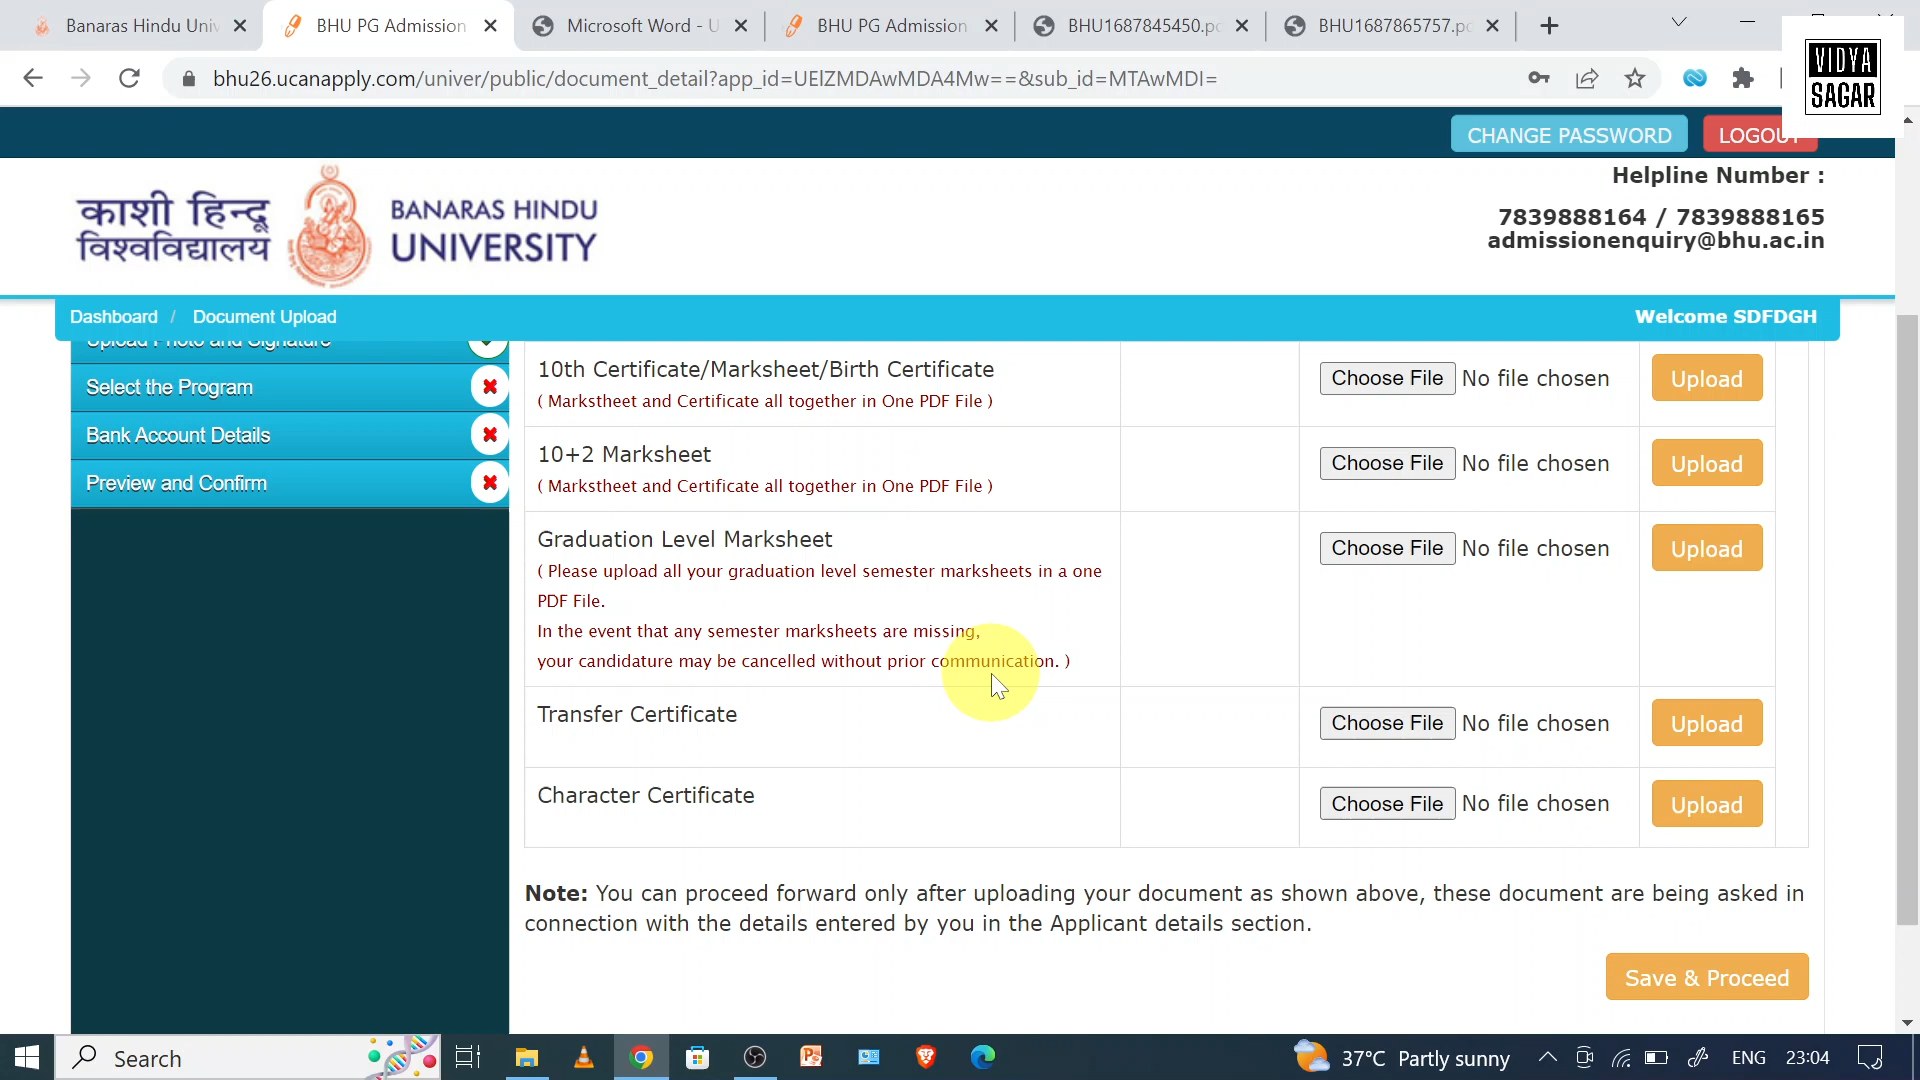 Banaras Hindu Univ
BHU PG Admission
Microsoft Word - U
BHU PG Admission
BHU1687845450.pd
BHU1687865757.pd
bhu26.ucanapply.com/univer/public/document_detail?app_id=UElZMDAwMDA4Mw==&sub_id=MTAwMDI=
VIDYA
SAGAR
CHANGE PASSWORD
LOGOUT
काशी हिन्दू
विश्वविद्यालय
BANARAS HINDU
UNIVERSITY
Helpline Number :
7839888164 / 7839888165
admissionenquiry@bhu.ac.in
Dashboard / Document Upload
Welcome SDFDGH
Upload Photo and Signature
Select the Program
Bank Account Details
Preview and Confirm
10th Certificate/Marksheet/Birth Certificate
( Markstheet and Certificate all together in One PDF File )
Choose File No file chosen
Upload
10+2 Marksheet
( Markstheet and Certificate all together in One PDF File )
Choose File No file chosen
Upload
Graduation Level Marksheet
( Please upload all your graduation level semester marksheets in a one
PDF File.
In the event that any semester marksheets are missing,
your candidature may be cancelled without prior communication. )
Choose File No file chosen
Upload
Transfer Certificate
Choose File No file chosen
Upload
Character Certificate
Choose File No file chosen
Upload
Note: You can proceed forward only after uploading your document as shown above, these document are being asked in
connection with the details entered by you in the Applicant details section.
Save & Proceed
Search
37°C Partly sunny
ENG
23:04